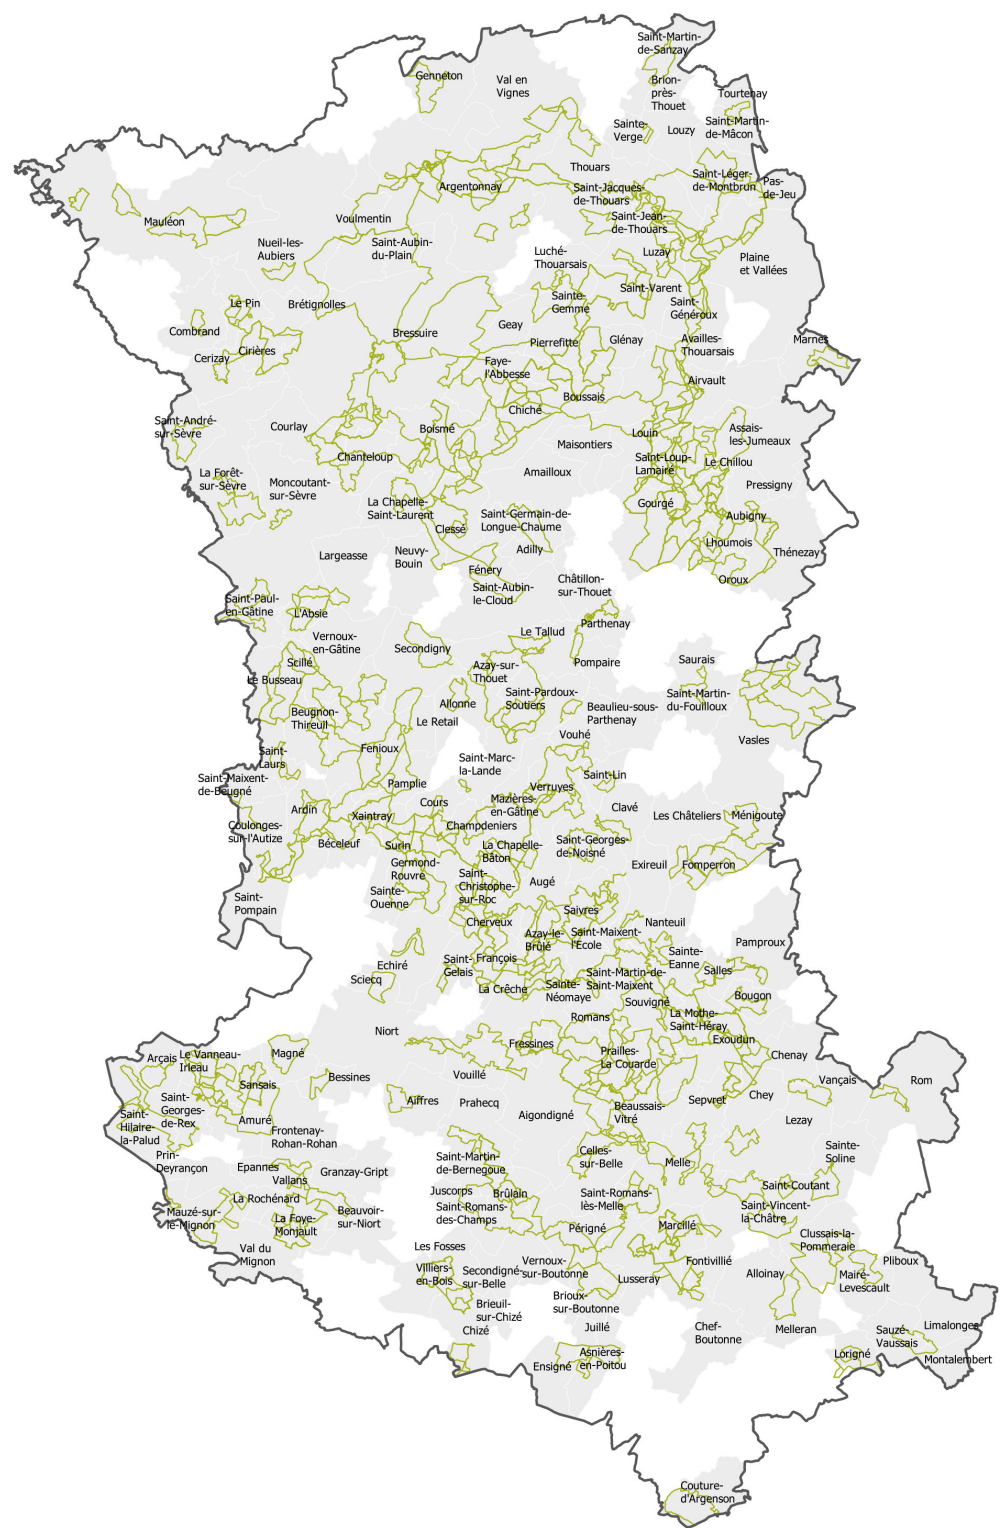 Saint-Martin-
de-Sanzay
Genneton
Val en
Vignes
Brion-
près-
Thouet
Tourtenay
Sainte-
Verge
Louzy
Saint-Martin-
de-Mâcon
Thouars
Argentonnay
Saint-Jacques-
de-Thouars
Saint-Léger-
de-Montbrun
Pas-
de-Jeu
Mauléon
Voulmentin
Saint-Jean-
de-Thouars
Nueil-les-
Aubiers
Saint-Aubin-
du-Plain
Luché-
Thouarsais
Luzay
Plaine
et Vallées
Saint-Varent
Le Pin
Brétignolles
Sainte-
Gemme
Saint-
Généroux
Combrand
Bressuire
Geay
Pierrefitte
Glénay
Availles-
Thouarsais
Marnes
Cerizay
Cirières
Faye-
l'Abbesse
Airvault
Boussais
Chiché
Saint-André-
sur-Sèvre
Courlay
Boismé
Louin
Assais-
les-Jumeaux
Maisontiers
Chanteloup
Saint-Loup-
Lamairé
Le Chillou
La Forêt-
sur-Sèvre
Moncoutant-
sur-Sèvre
Amailloux
Pressigny
La Chapelle-
Saint-Laurent
Gourgé
Clessé
Saint-Germain-de-
Longue-Chaume
Aubigny
Largeasse
Neuvy-
Bouin
Adilly
Lhoumois
Thénezay
Fénery
Oroux
Saint-Aubin-
le-Cloud
Châtillon-
sur-Thouet
Saint-Paul-
en-Gâtine
L'Absie
Parthenay
Vernoux-
en-Gâtine
Secondigny
Le Tallud
Scillé
Azay-sur-
Thouet
Pompaire
Saurais
Le Busseau
Allonne
Saint-Pardoux-
Soutiers
Saint-Martin-
du-Fouilloux
Beugnon-
Thireuil
Le Retail
Beaulieu-sous-
Parthenay
Vouhé
Vasles
Saint-
Laurs
Fenioux
Saint-Marc-
la-Lande
Saint-Maixent-
de-Beugné
Pamplie
Verruyes
Saint-Lin
Ardin
Xaintray
Cours
Mazières-
en-Gâtine
Clavé
Les Châteliers
Ménigoute
Coulonges-
sur-l'Autize
Béceleuf
Surin
Champdeniers
La Chapelle-
Bâton
Saint-Georges-
de-Noisné
Germond-
Rouvre
Saint-
Christophe-
sur-Roc
Exireuil
Fomperron
Augé
Saint-
Pompain
Sainte-
Ouenne
Cherveux
Saivres
Nanteuil
Azay-le-
Brûlé
Saint-Maixent-
l'Ecole
Pamproux
Echiré
Saint-
Gelais
François
Sainte-
Eanne
Salles
Sciecq
La Crèche
Sainte-
Néomaye
Saint-Martin-de-
Saint-Maixent
Souvigné
Bougon
Romans
La Mothe-
Saint-Héray
Niort
Fressines
Exoudun
Arçais
Le Vanneau-
Irleau
Magné
Prailles-
La Couarde
Chenay
Bessines
Vouillé
Sansais
Vançais
Rom
Saint-
Georges-
de-Rex
Aiffres
Prahecq
Sepvret
Chey
Saint-
Hilaire-
la-Palud
Amuré
Aigondigné
Beaussais-
Vitré
Lezay
Frontenay-
Rohan-Rohan
Prin-
Deyrançon
Epannes
Vallans
Granzay-Gript
Saint-Martin-
de-Bernegoue
Celles-
sur-Belle
Melle
Sainte-
Soline
Saint-Coutant
La Rochénard
Juscorps
Brûlain
Saint-Romans-
lès-Melle
Saint-Vincent-
la-Châtre
Mauzé-sur-
le-Mignon
La Foye-
Monjault
Beauvoir-
sur-Niort
Saint-Romans-
des-Champs
Périgné
Marcillé
Clussais-la-
Pommeraie
Val du
Mignon
Les Fosses
Villiers-
en-Bois
Secondigné-
sur-Belle
Vernoux-
sur-Boutonne
Lusseray
Fontivillié
Alloinay
Mairé-
Levescault
Pliboux
Brieuil-
sur-Chizé
Brioux-
sur-Boutonne
Chizé
Juillé
Chef-
Boutonne
Melleran
Sauzé-
Vaussais
Limalonges
Ensigné
Asnières-
en-Poitou
Lorigné
Montalembert
Couture-
d'Argenson